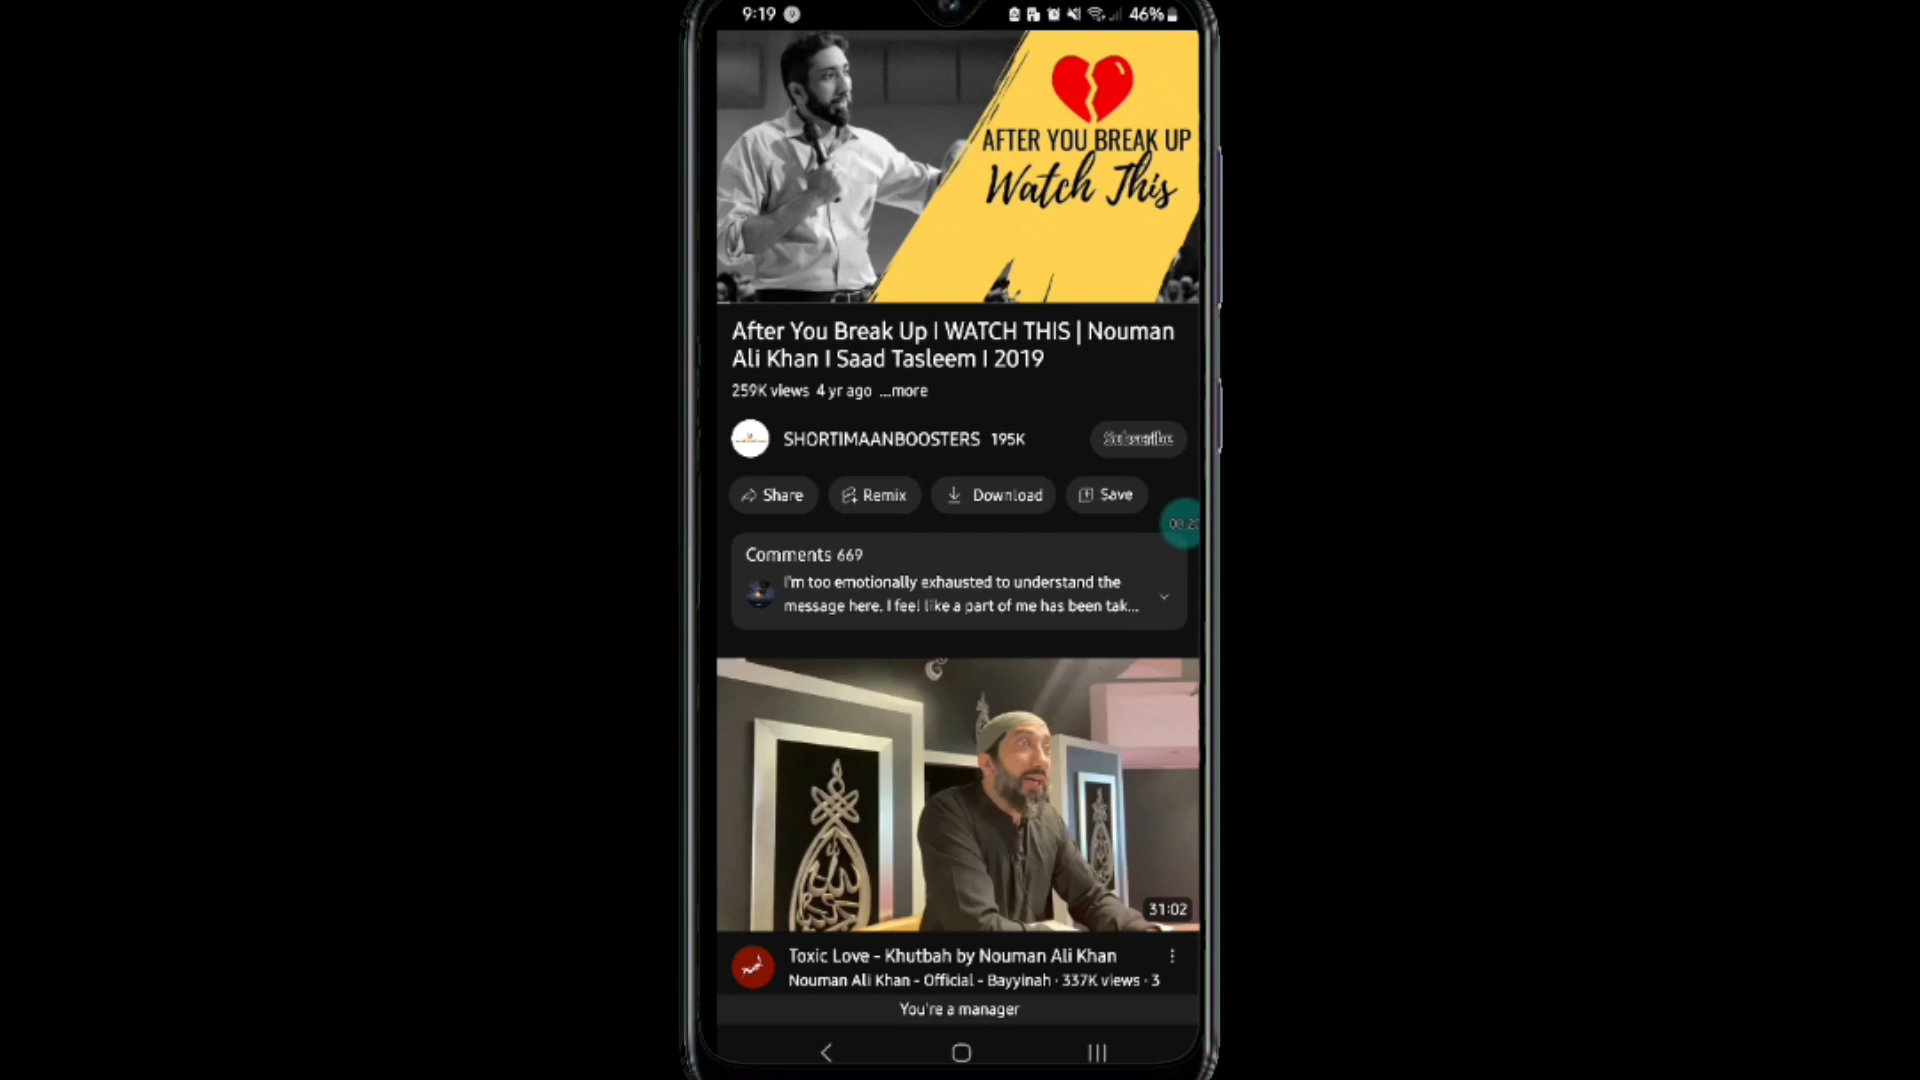 9:19
46%
AFTER YOU BREAK UP
Watch This
After You Break Up I WATCH THIS | Nouman
Ali Khan I Saad Tasleem I 2019
259K views 4 yr ago ...more
SHORTIMAANBOOSTERS 195K
Subscribe
Share
Remix
Download
Save
Comments 669
I'm too emotionally exhausted to understand the
message here. I feel like a part of me has been tak...
31:02
Toxic Love - Khutbah by Nouman Ali Khan
Nouman Ali Khan - Official - Bayyinah · 337K views · 3
You're a manager